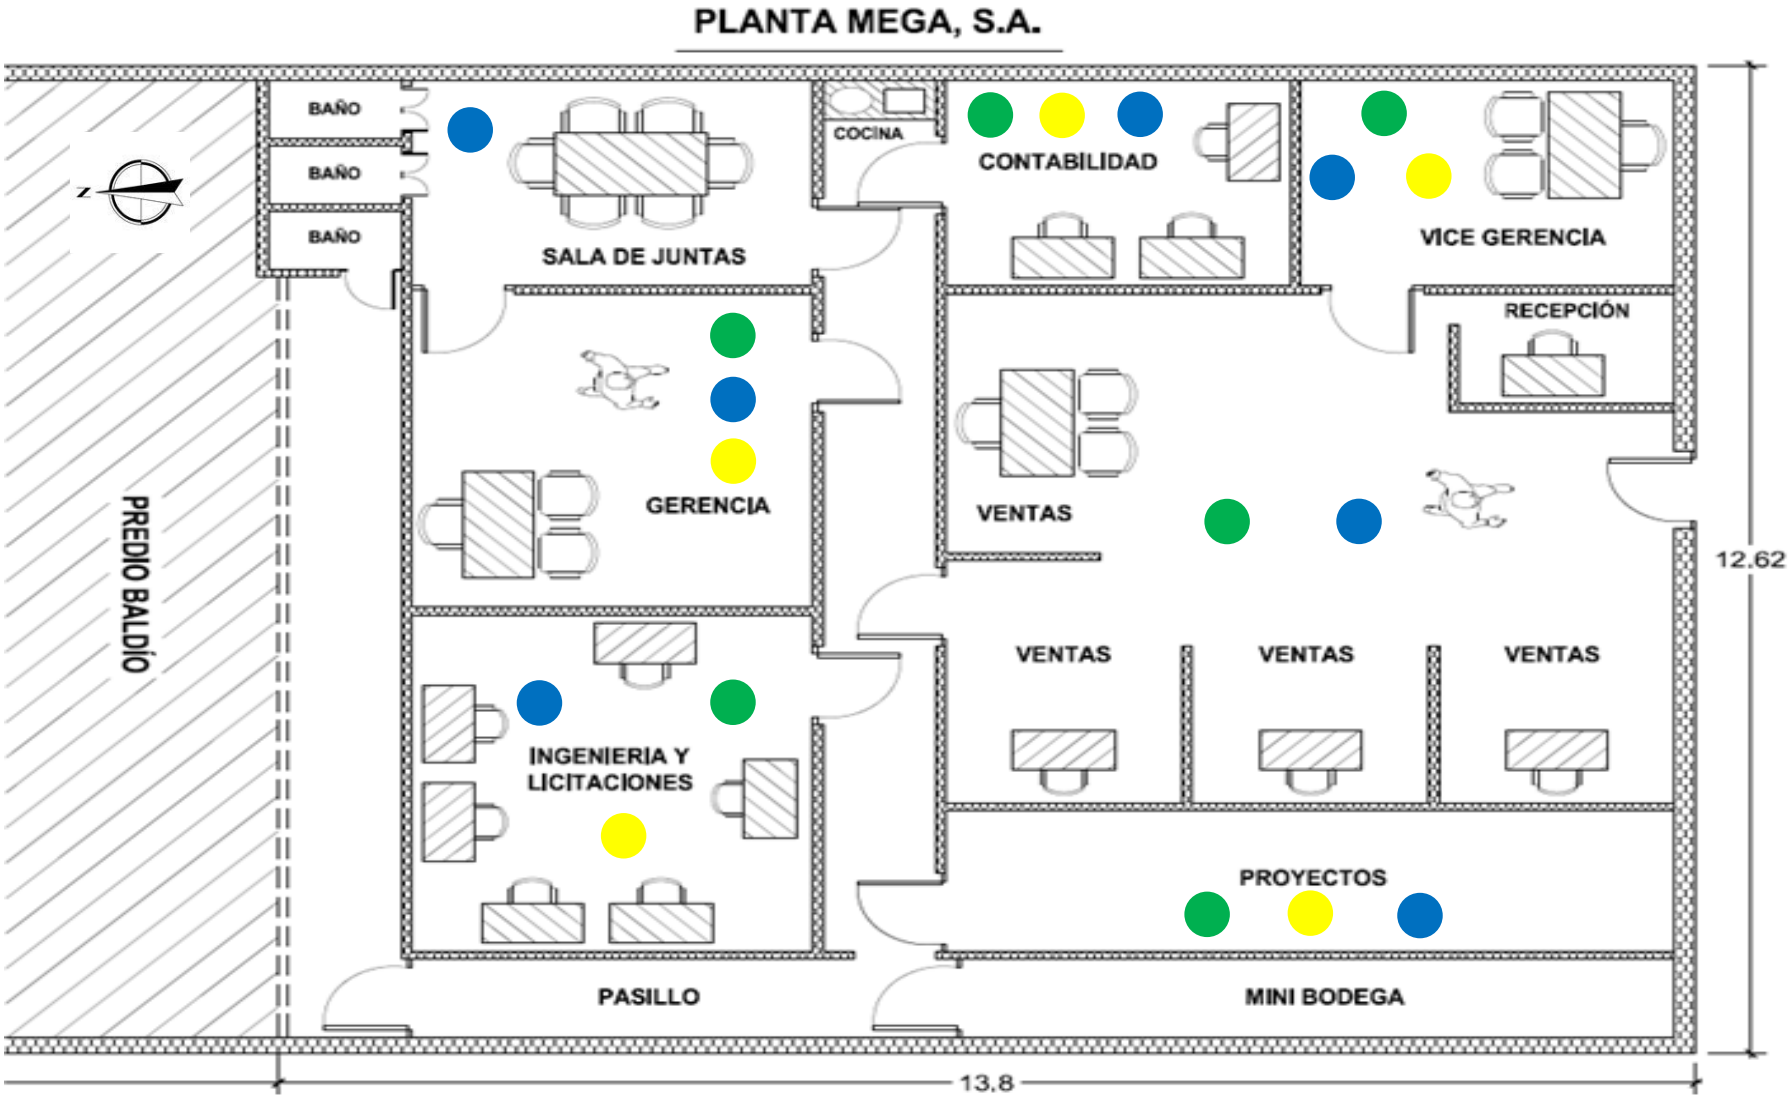 PLANTA MEGA, S.A.
BAÑO
BAÑO
BAÑO
Z
COCINA
CONTABILIDAD
SALA DE JUNTAS
VICE GERENCIA
RECEPCIÓN
GERENCIA
VENTAS
12.62
PREDIO BALDÍO
VENTAS
VENTAS
VENTAS
INGENIERIA Y
LICITACIONES
PROYECTOS
PASILLO
MINI BODEGA
13.8